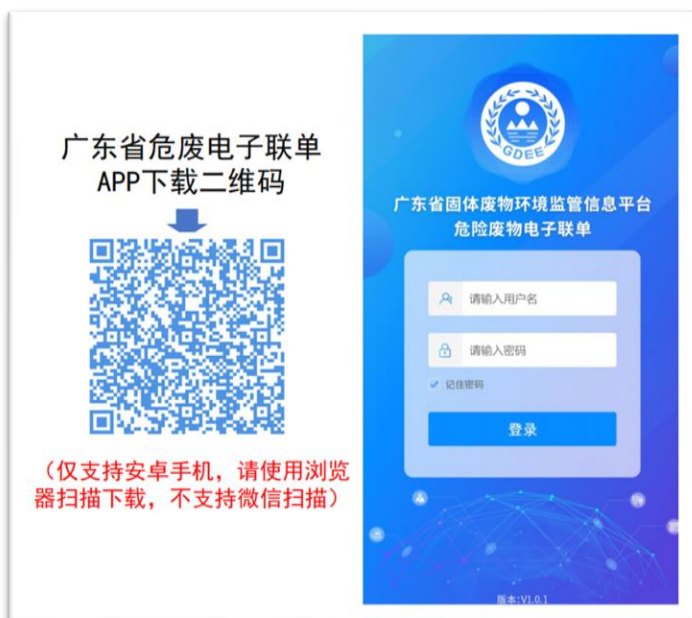 广东省危废电子联单
APP下载二维码
（仅支持安卓手机，请使用浏览
器扫描下载，不支持微信扫描）
GDEE
广东省固体废物环境监管信息平台
危险废物电子联单
请输入用户名
请输入密码
记住密码
登录
版本:V1.0.1